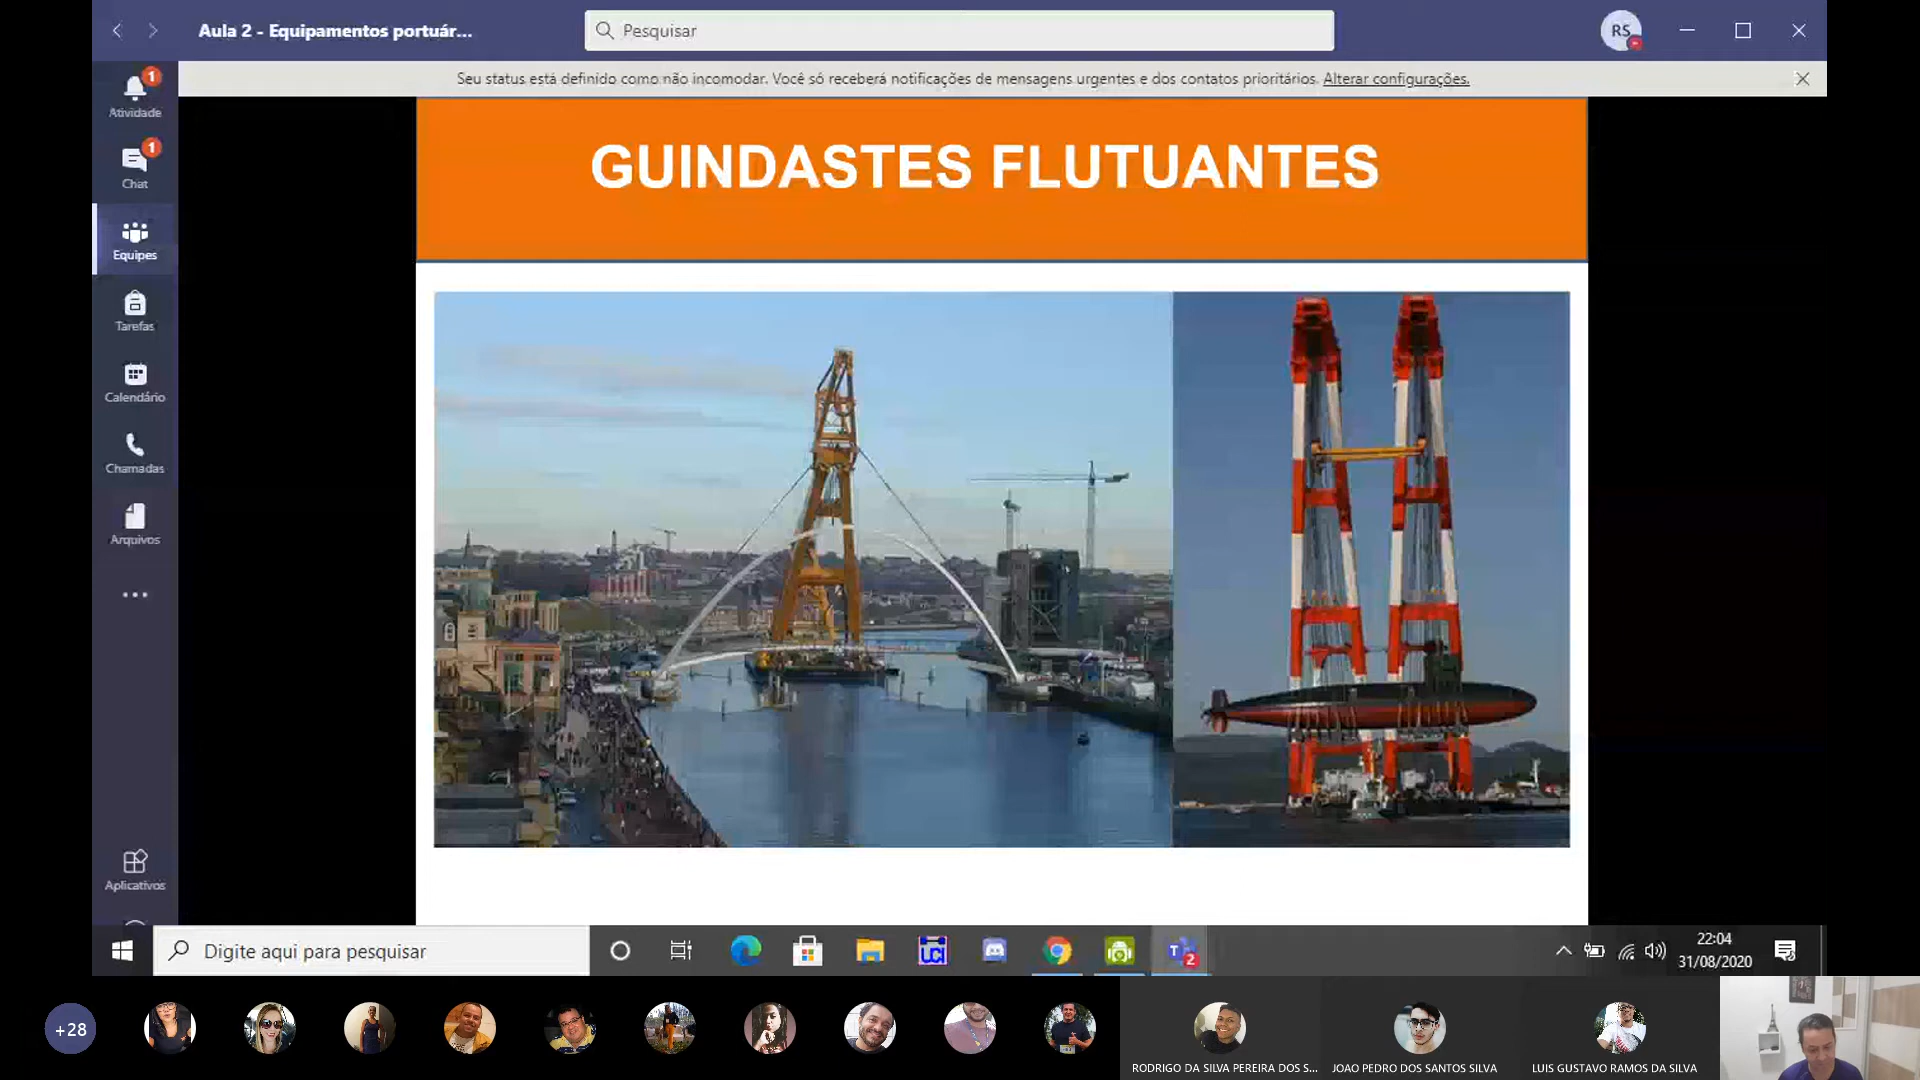 Aula 2 - Equipamentos portuár...
Pesquisar
RS
Seu status está definido como não incomodar. Você só receberá notificações de mensagens urgentes e dos contatos prioritários. Alterar configurações.
1
Atividade
1
Chat
Equipes
Tarefas
Calendário
Chamadas
Arquivos
Aplicativos
GUINDASTES FLUTUANTES
Digite aqui para pesquisar
UCI
T
2
22:04
31/08/2020
+28
RODRIGO DA SILVA PEREIRA DOS S...
JOAO PEDRO DOS SANTOS SILVA
LUIS GUSTAVO RAMOS DA SILVA